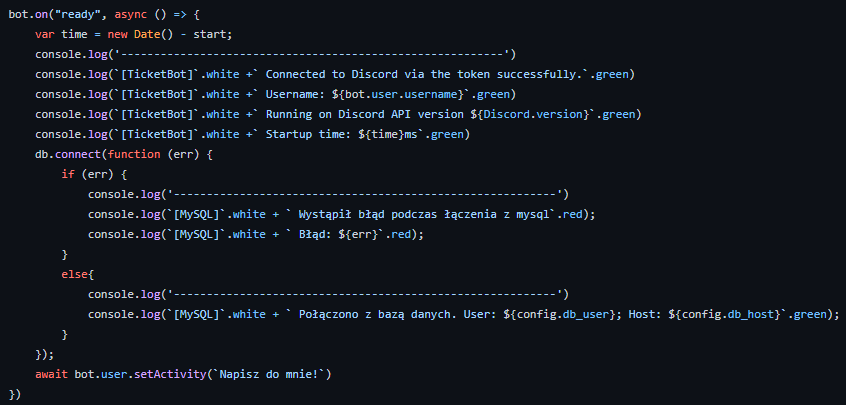 bot.on("ready", async () => {
    var time = new Date() - start;
    console.log('----------------------------------------------------------')
    console.log(`[TicketBot]`.white +` Connected to Discord via the token successfully.`.green)
    console.log(`[TicketBot]`.white +` Username: ${bot.user.username}`.green)
    console.log(`[TicketBot]`.white +` Running on Discord API version ${Discord.version}`.green)
    console.log(`[TicketBot]`.white +` Startup time: ${time}ms`.green)
    db.connect(function (err) {
        if (err) {
            console.log('----------------------------------------------------------')
            console.log(`[MySQL]`.white + ` Wystąpił błąd podczas łączenia z mysql`.red);
            console.log(`[MySQL]`.white + ` Błąd: ${err}`.red);
        }
        else{
            console.log('----------------------------------------------------------')
            console.log(`[MySQL]`.white + ` Połączono z bazą danych. User: ${config.db_user}; Host: ${config.db_host}`.green);
        }
    });
    await bot.user.setActivity(`Napisz do mnie!`)
})